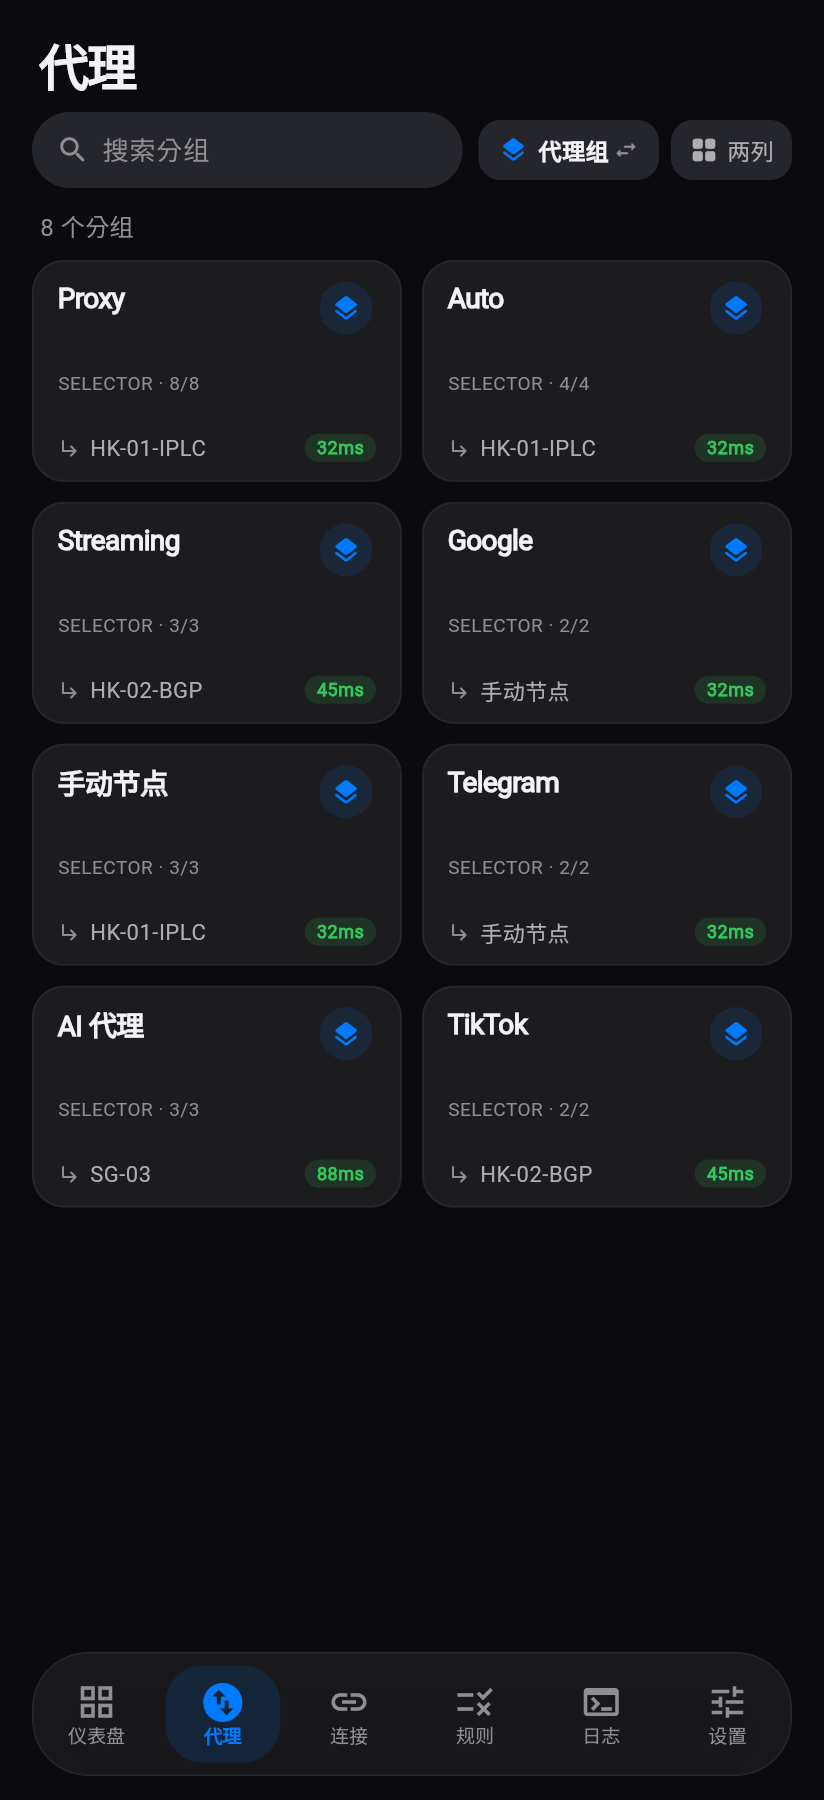 代理
搜索分组
代理组
两列
8 个分组
Proxy
SELECTOR · 8/8
HK-01-IPLC 32ms
Auto
SELECTOR · 4/4
HK-01-IPLC 32ms
Streaming
SELECTOR · 3/3
HK-02-BGP 45ms
Google
SELECTOR · 2/2
手动节点 32ms
手动节点
SELECTOR · 3/3
HK-01-IPLC 32ms
Telegram
SELECTOR · 2/2
手动节点 32ms
AI 代理
SELECTOR · 3/3
SG-03 88ms
TikTok
SELECTOR · 2/2
HK-02-BGP 45ms
仪表盘
代理
连接
规则
日志
设置